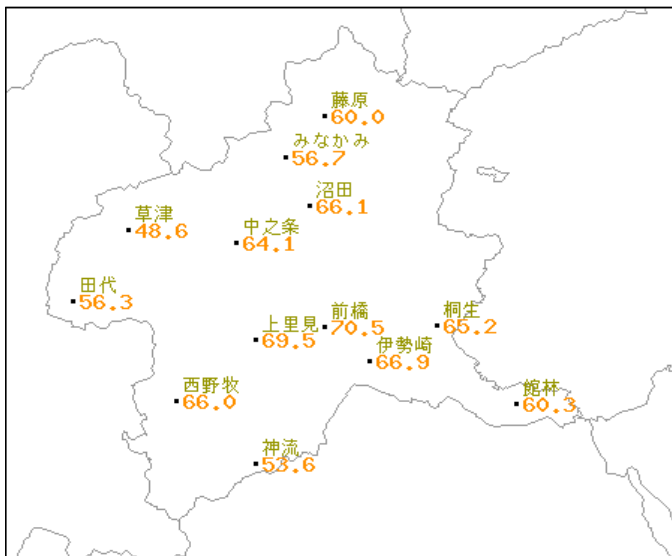 藤原
60.0
みなかみ
56.7
沼田
66.1
草津
48.6
中之条
64.1
田代
56.3
上里見
69.5
前橋
70.5
桐生
65.2
伊勢崎
66.9
西野牧
66.0
館林
60.3
神流
53.6